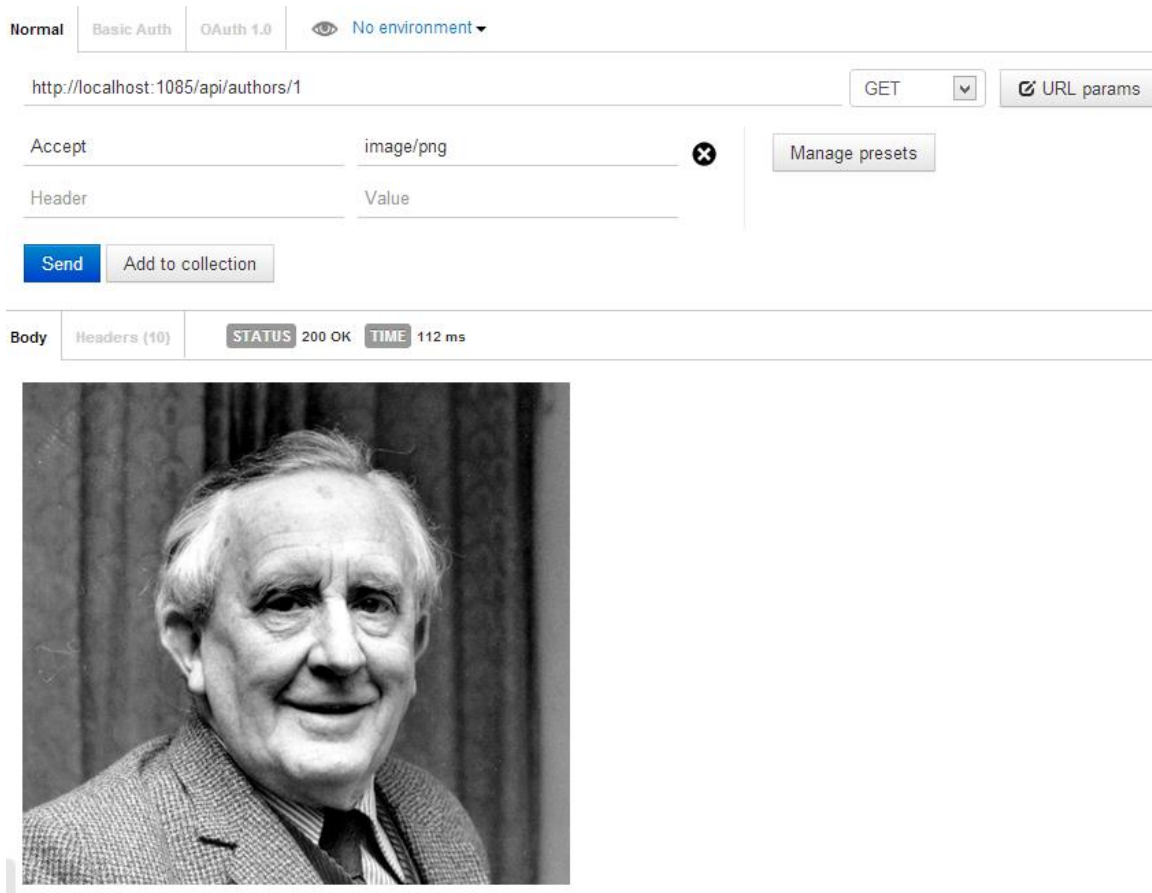 Normal Basic Auth OAuth 1.0 No environment
http://localhost:1085/api/authors/1 GET URL params
Accept image/png Manage presets
Header Value
Send Add to collection
Body Headers (10) STATUS 200 OK TIME 112 ms